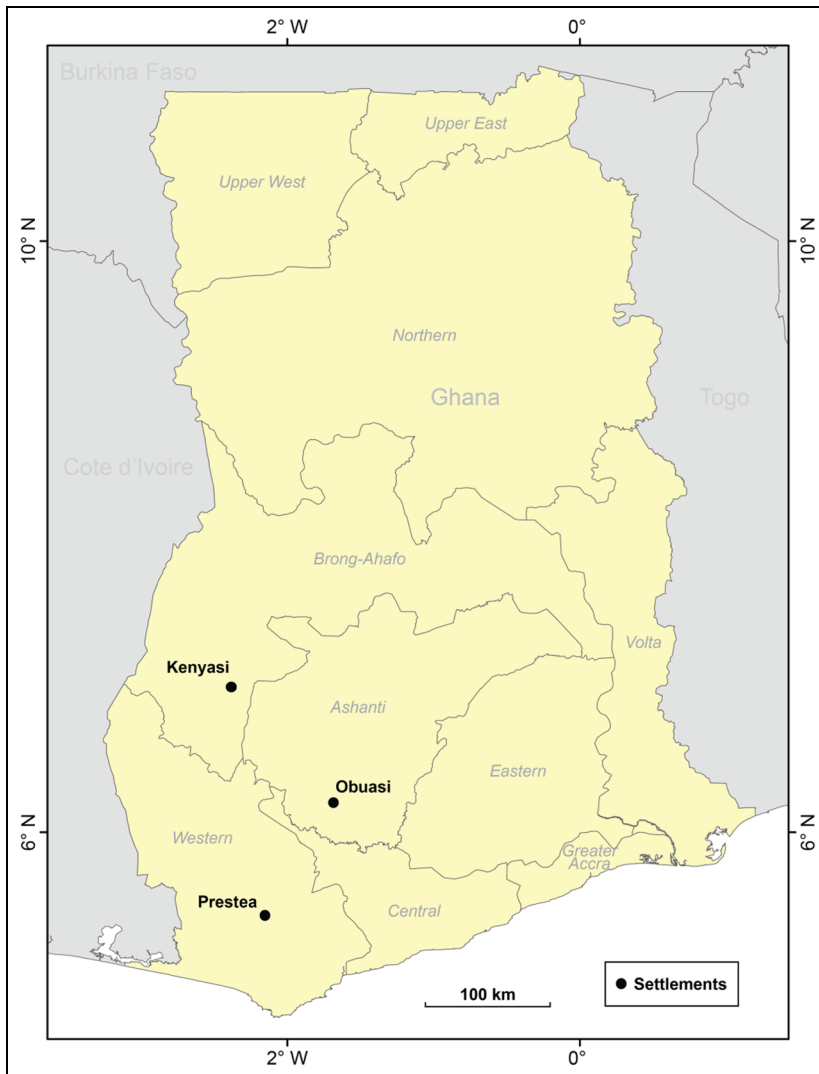 2° W
0°
Burkina Faso
Upper East
Upper West
10° N
10° N
Northern
Ghana
Togo
Cote d'Ivoire
Brong-Ahafo
Volta
Kenyasi
Ashanti
Eastern
Obuasi
6° N
6° N
Western
Greater
Accra
Prestea
Central
100 km
Settlements
2° W
0°